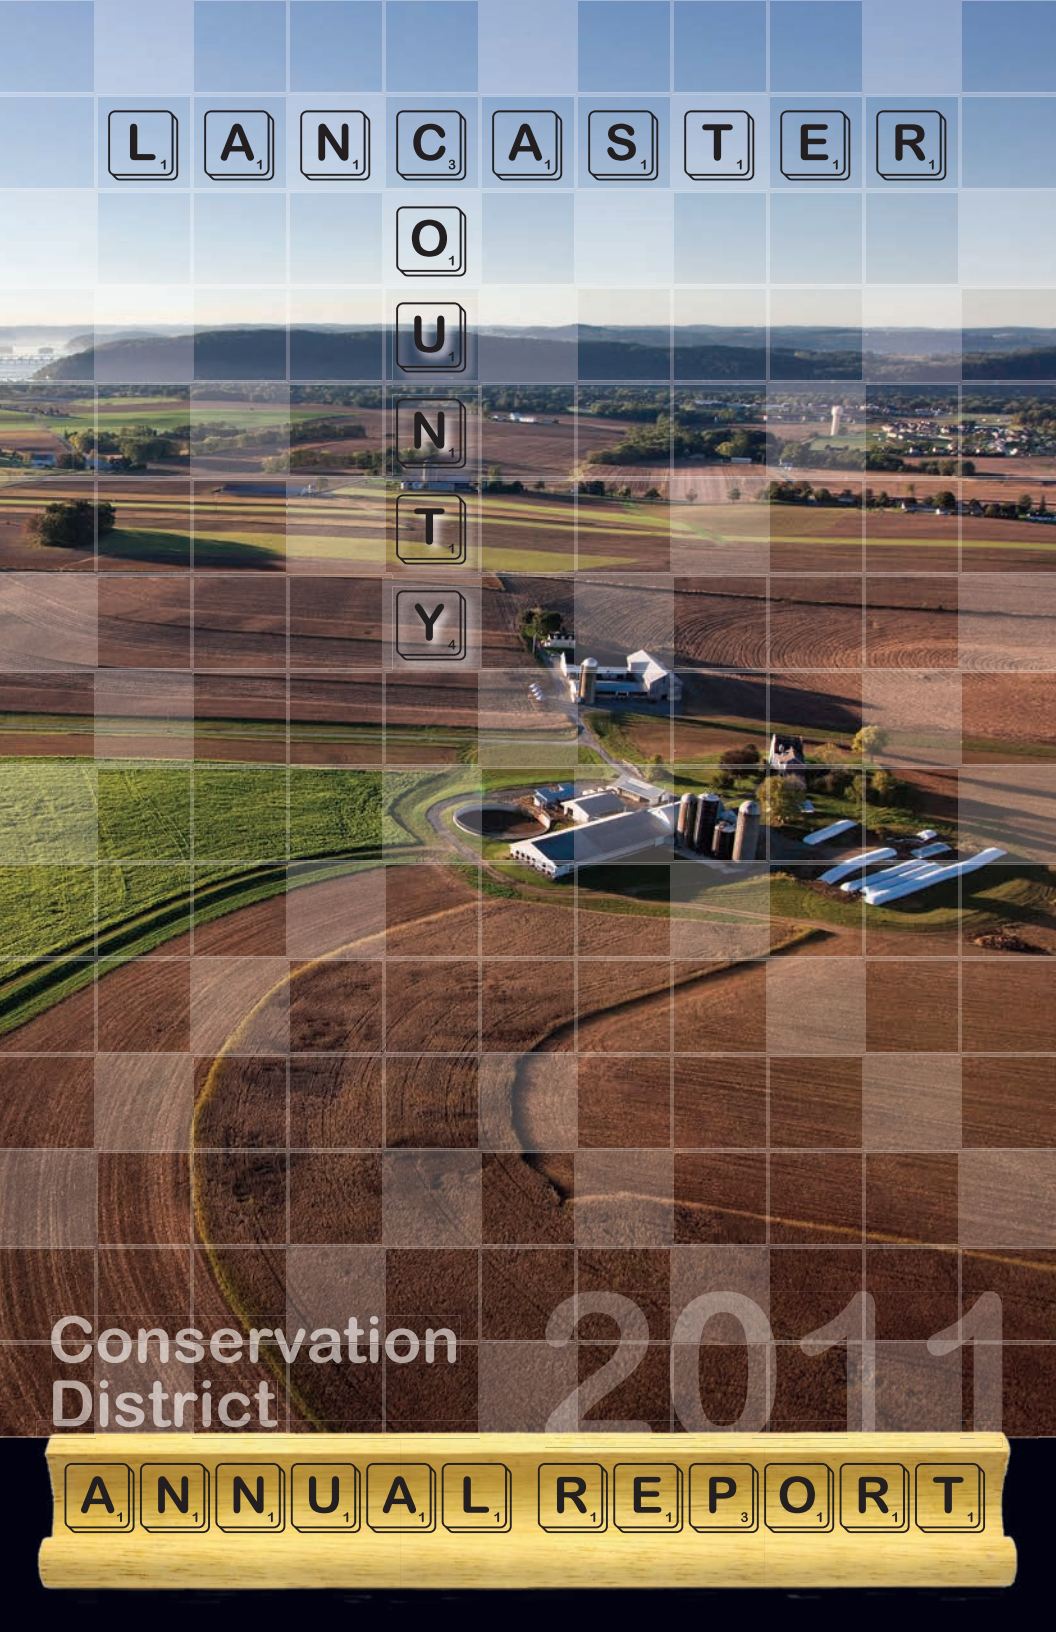 LANCASTER
COUNTY
Conservation
District
2011
ANNUAL REPORT